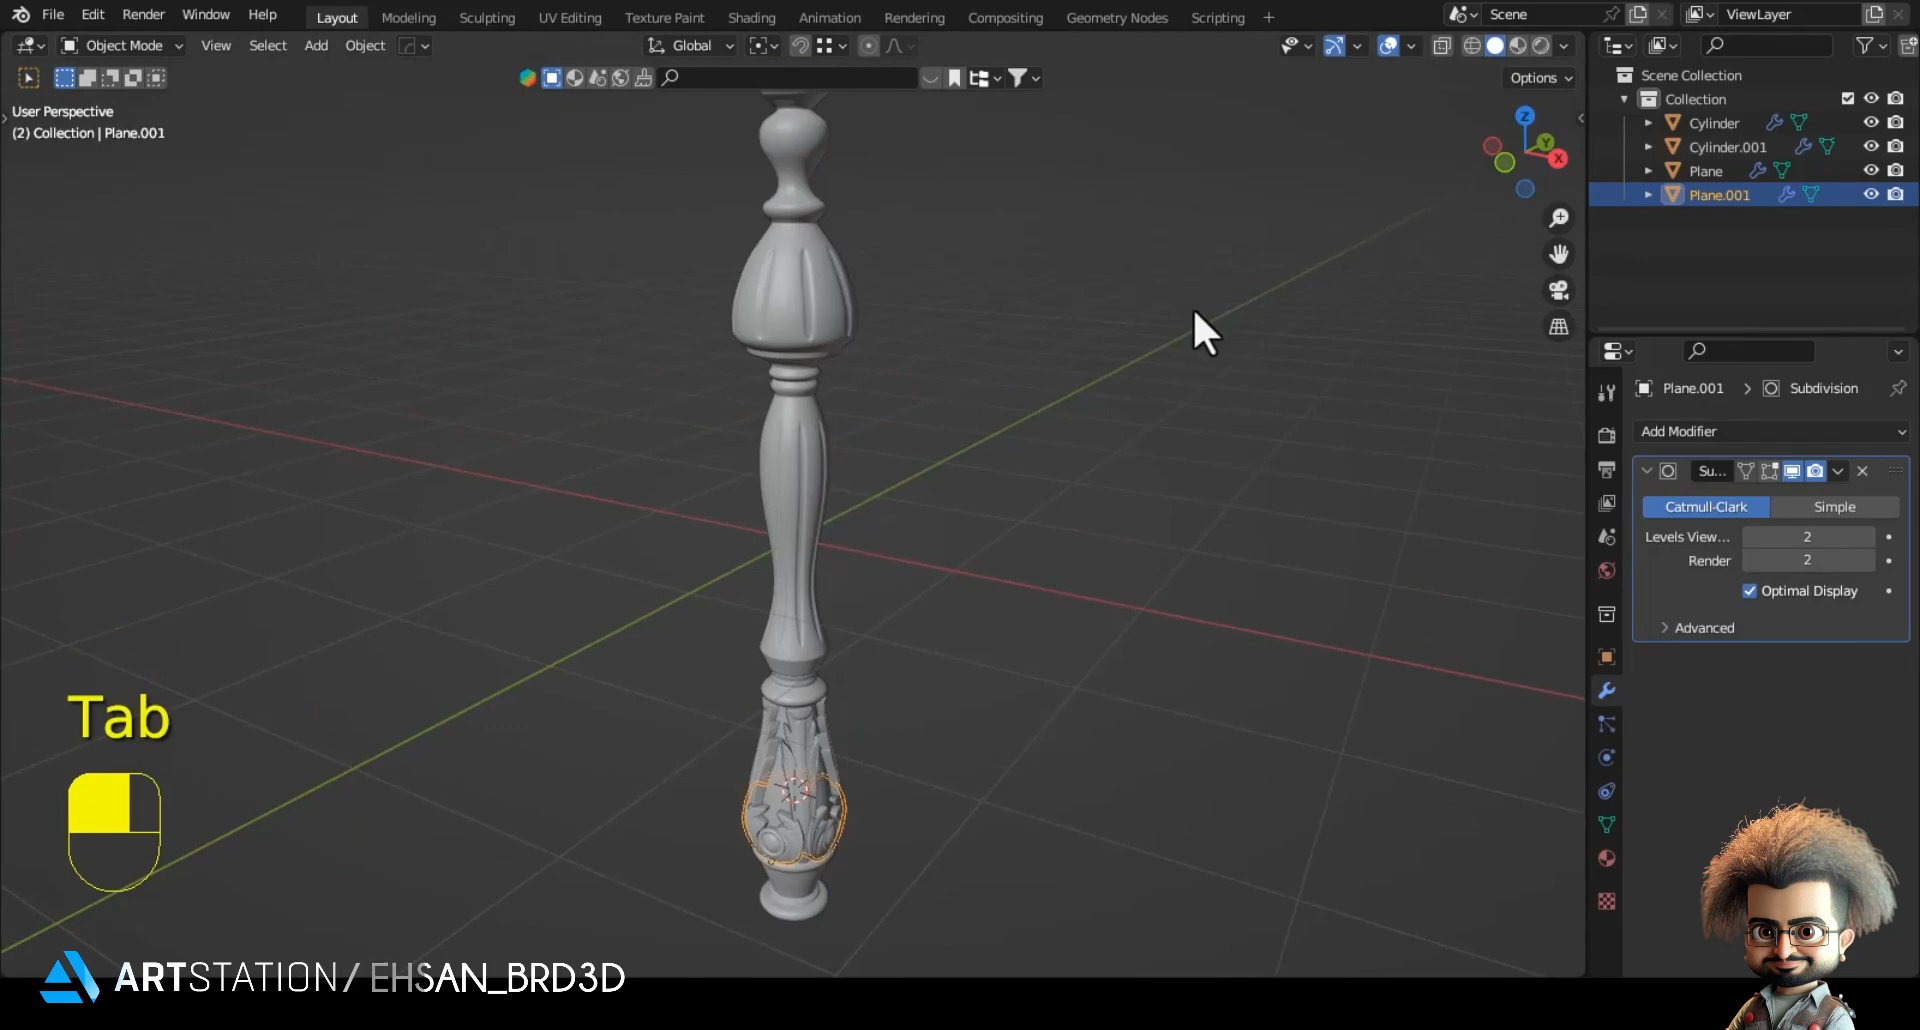 File Edit Render Window Help Layout Modeling Sculpting UV Editing Texture Paint Shading Animation Rendering Compositing Geometry Nodes Scripting + Scene ViewLayer
Object Mode View Select Add Object Global
Options
User Perspective
(2) Collection | Plane.001
Z
Y
X
Scene Collection
Collection
Cylinder
Cylinder.001
Plane
Plane.001
Plane.001 > Subdivision
Add Modifier
Su...
Catmull-Clark Simple
Levels View... 2
Render 2
Optimal Display
Advanced
Tab
ARTSTATION/EHSAN_BRD3D